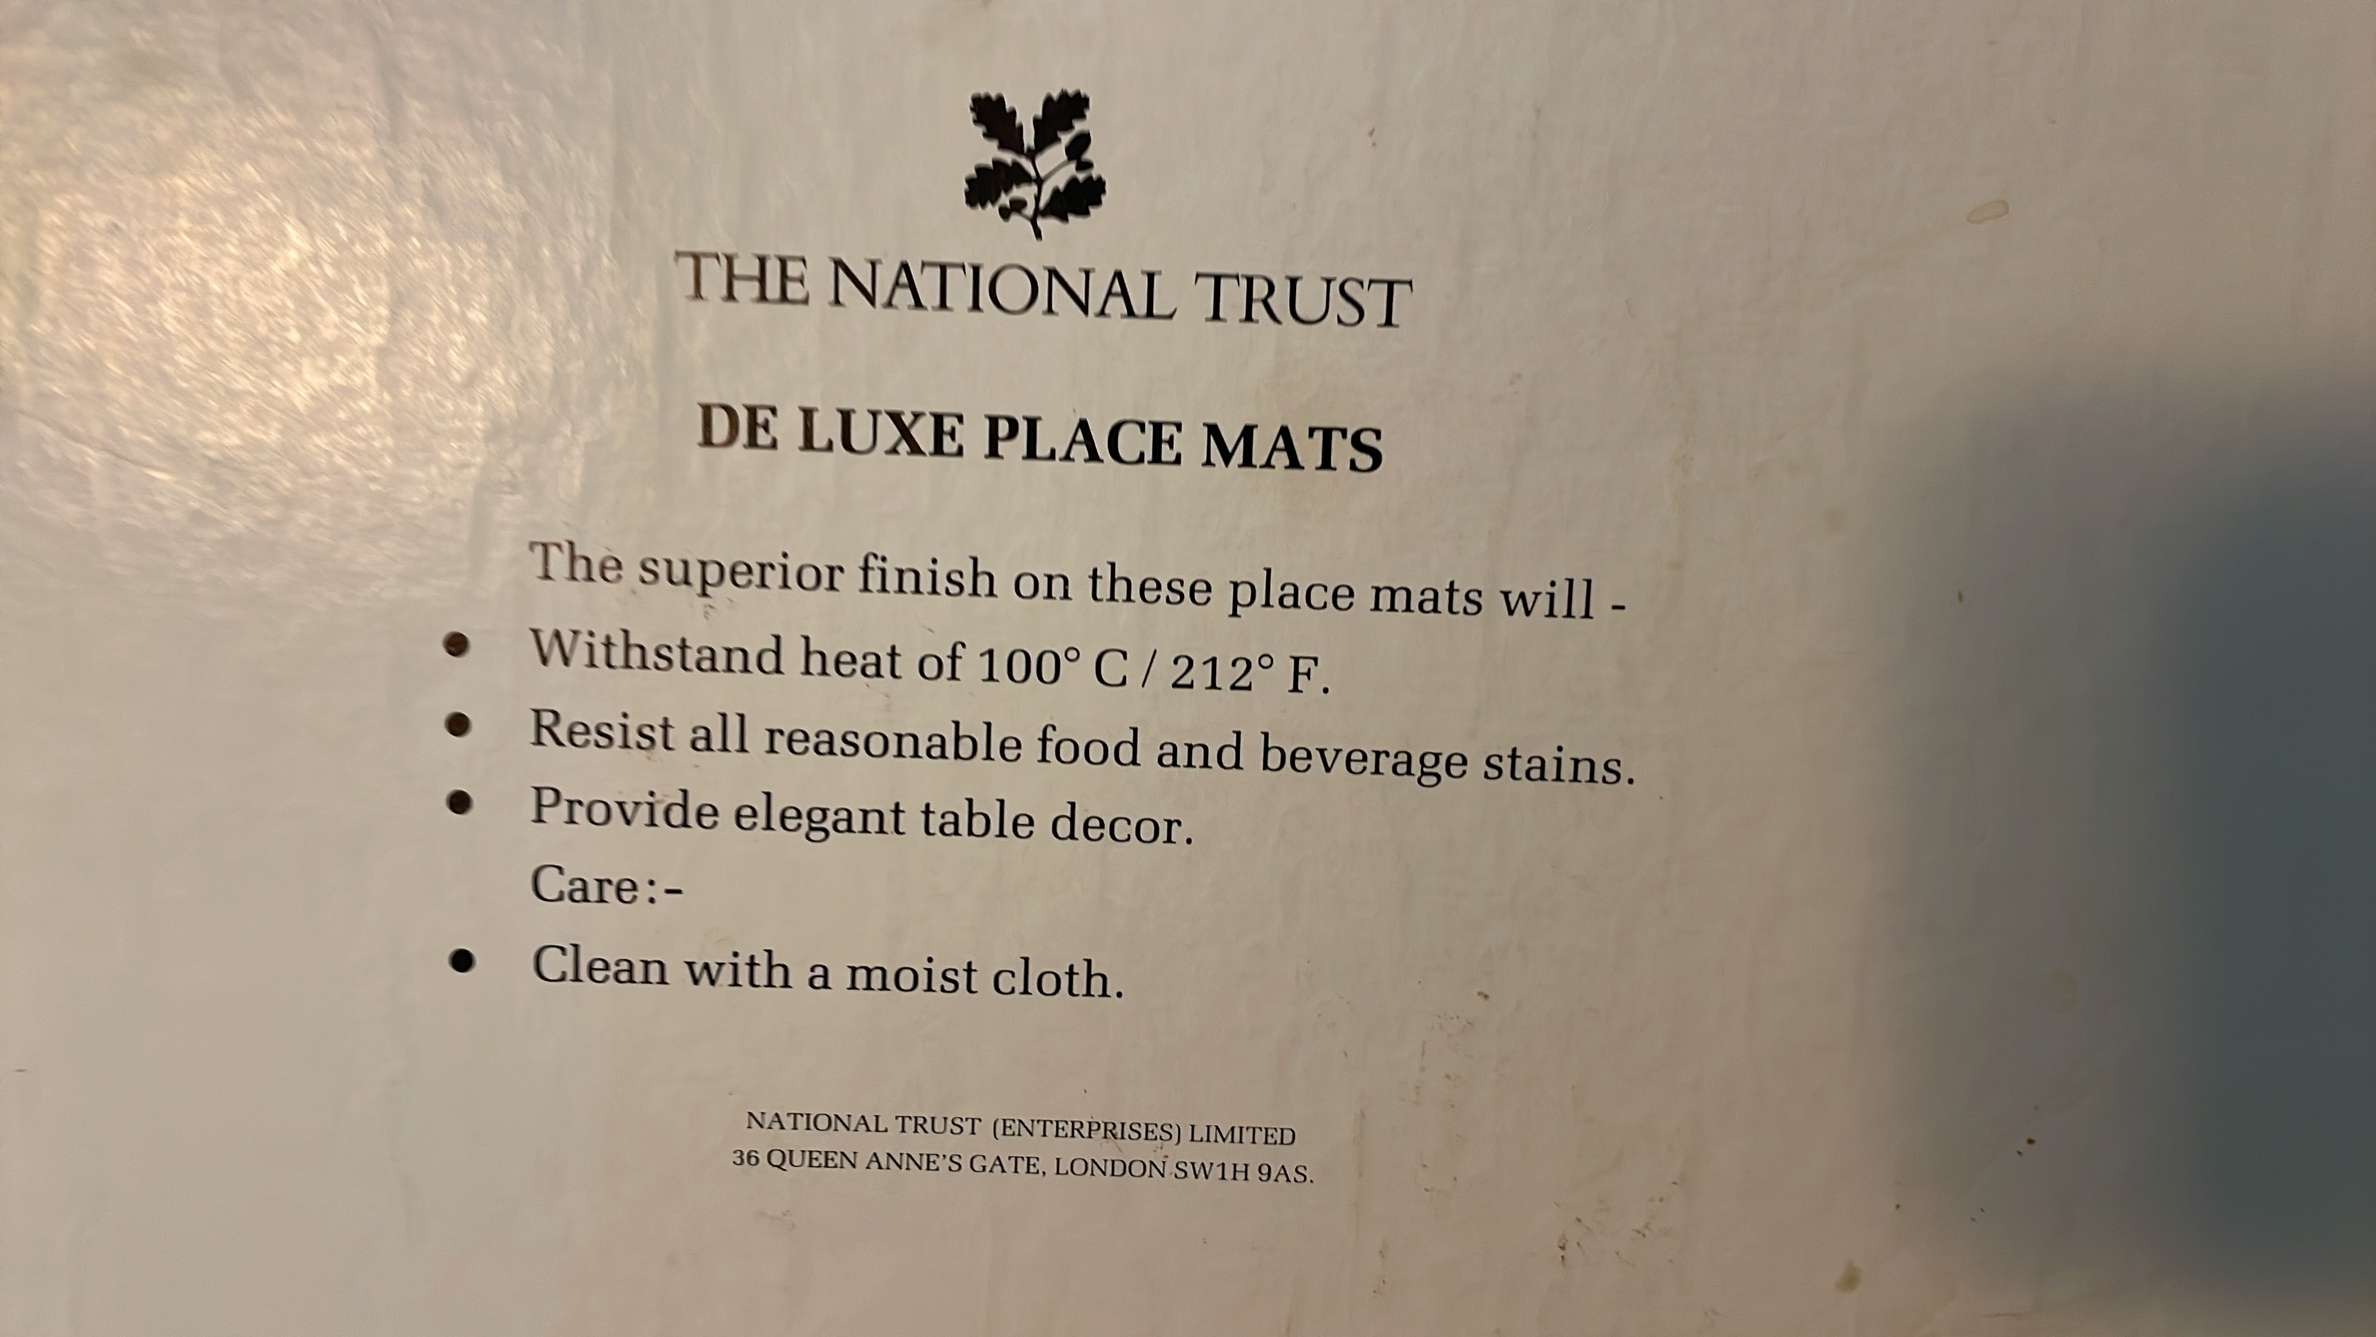 THE NATIONAL TRUST
DE LUXE PLACE MATS
The superior finish on these place mats will -
● Withstand heat of 100° C / 212° F.
● Resist all reasonable food and beverage stains.
● Provide elegant table decor.
Care:-
● Clean with a moist cloth.
NATIONAL TRUST (ENTERPRISES) LIMITED
36 QUEEN ANNE'S GATE, LONDON SW1H 9AS.